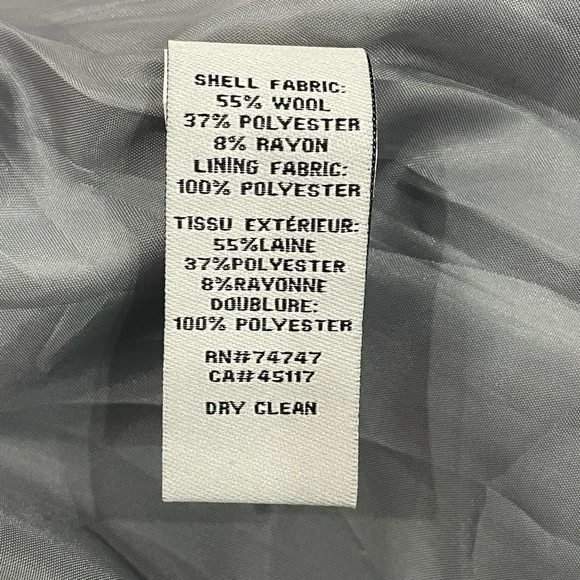 SHELL FABRIC:
55% WOOL
37% POLYESTER
8% RAYON
LINING FABRIC:
100% POLYESTER
TISSU EXTÉRIEUR:
55%LAINE
37%POLYESTER
8%RAYONNE
DOUBLURE:
100% POLYESTER
RN#74747
CA#45117
DRY CLEAN